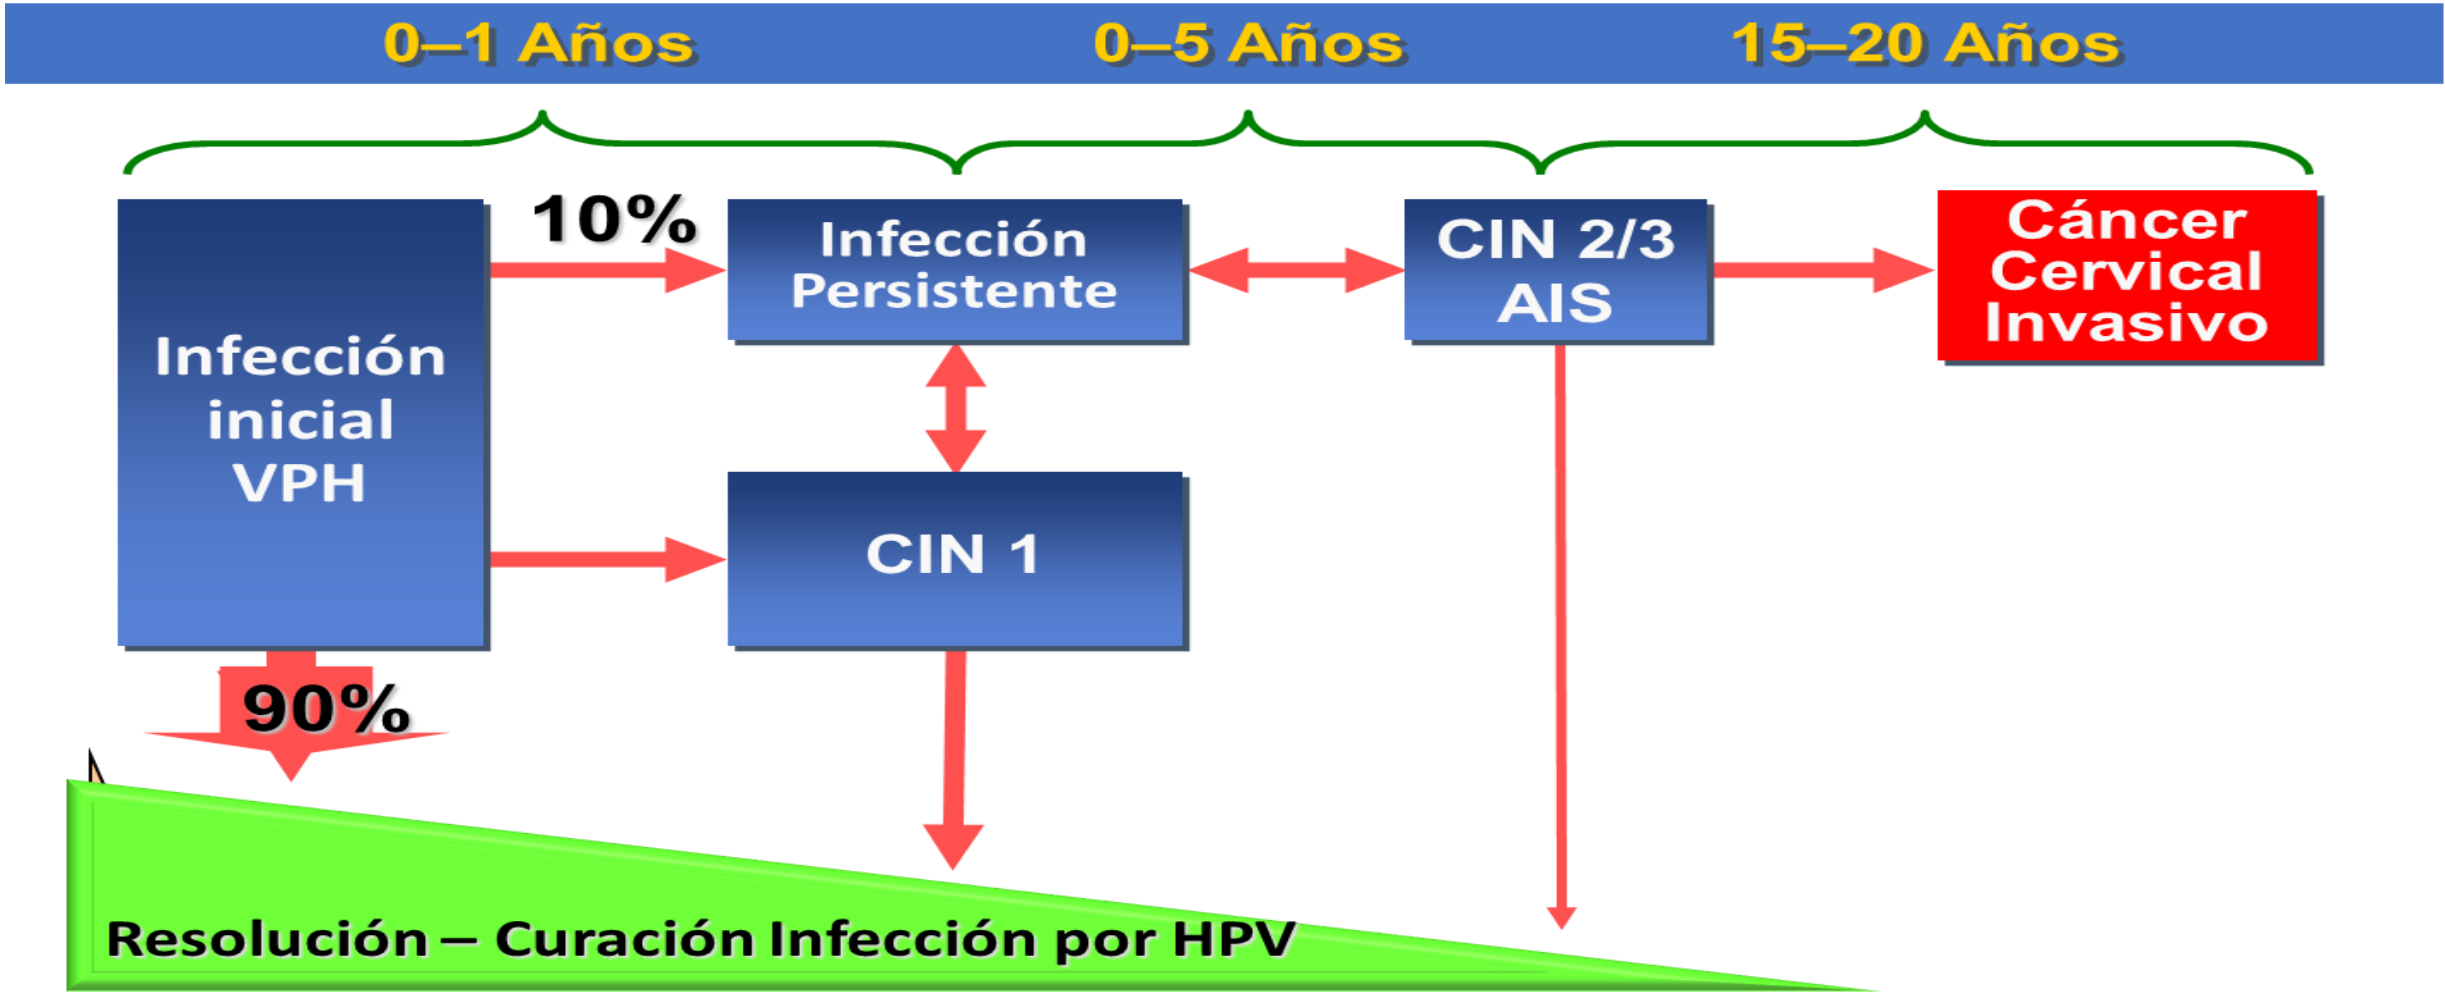 0–1 Años
0–5 Años
15–20 Años
10%
Infección
inicial
VPH
Infección
Persistente
CIN 2/3
AIS
Cáncer
Cervical
Invasivo
CIN 1
90%
Resolución – Curación Infección por HPV